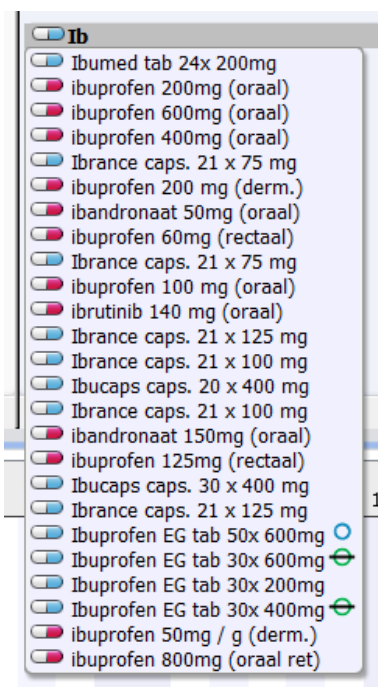 Ib
Ibumed tab 24x 200mg
ibuprofen 200mg (oraal)
ibuprofen 600mg (oraal)
ibuprofen 400mg (oraal)
Ibrance caps. 21 x 75 mg
ibuprofen 200 mg (derm.)
ibandronaat 50mg (oraal)
ibuprofen 60mg (rectaal)
Ibrance caps. 21 x 75 mg
ibuprofen 100 mg (oraal)
ibrutinib 140 mg (oraal)
Ibrance caps. 21 x 125 mg
Ibrance caps. 21 x 100 mg
Ibucaps caps. 20 x 400 mg
Ibrance caps. 21 x 100 mg
ibandronaat 150mg (oraal)
ibuprofen 125mg (rectaal)
Ibucaps caps. 30 x 400 mg
Ibrance caps. 21 x 125 mg
Ibuprofen EG tab 50x 600mg
Ibuprofen EG tab 30x 600mg
Ibuprofen EG tab 30x 200mg
Ibuprofen EG tab 30x 400mg
ibuprofen 50mg / g (derm.)
ibuprofen 800mg (oraal ret)